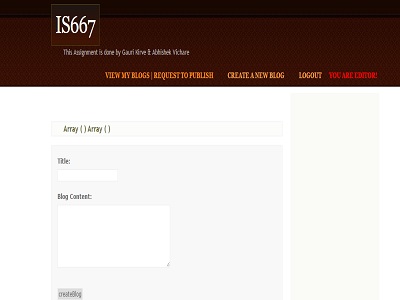 IS667
This Assignment is done by Gauri Kirve & Abhishek Vichare
VIEW MY BLOGS | REQUEST TO PUBLISH CREATE A NEW BLOG LOGOUT YOU ARE EDITOR!
Array ( ) Array ( )
Title:
Blog Content:
createBlog